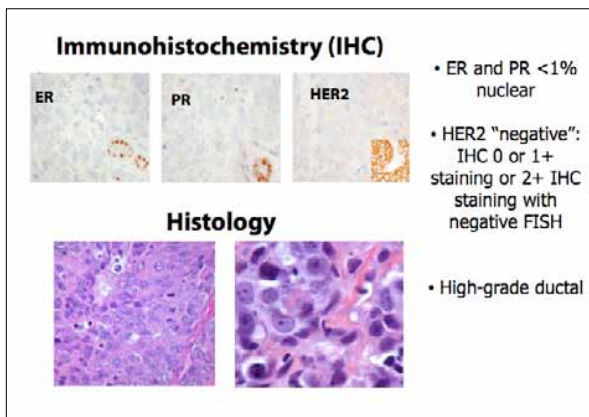 Immunohistochemistry (IHC)
ER
PR
HER2
Histology
• ER and PR <1%
nuclear
• HER2 “negative”:
IHC 0 or 1+
staining or 2+ IHC
staining with
negative FISH
• High-grade ductal